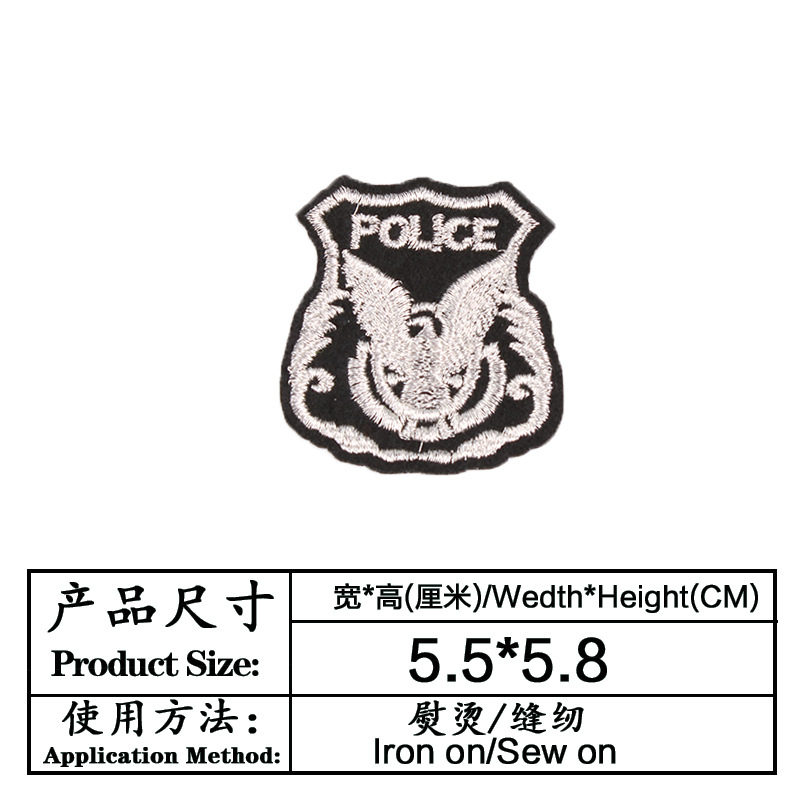 POLICE
产品尺寸
Product Size:
宽*高(厘米)/Wedth*Height(CM)
5.5*5.8
使用方法：
Application Method:
熨烫/缝纫
Iron on/Sew on